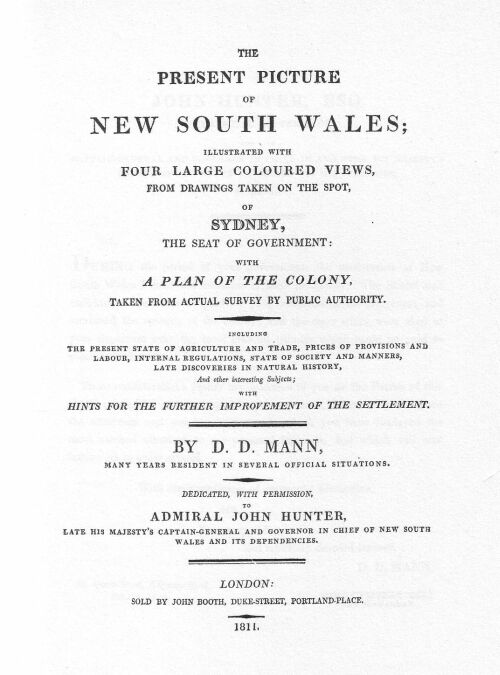 THE
PRESENT PICTURE
OF
NEW SOUTH WALES;
ILLUSTRATED WITH
FOUR LARGE COLOURED VIEWS,
FROM DRAWINGS TAKEN ON THE SPOT,
OF
SYDNEY,
THE SEAT OF GOVERNMENT:
WITH
A PLAN OF THE COLONY,
TAKEN FROM ACTUAL SURVEY BY PUBLIC AUTHORITY.
INCLUDING
THE PRESENT STATE OF AGRICULTURE AND TRADE, PRICES OF PROVISIONS AND
LABOUR, INTERNAL REGULATIONS, STATE OF SOCIETY AND MANNERS,
LATE DISCOVERIES IN NATURAL HISTORY,
And other interesting Subjects;
WITH
HINTS FOR THE FURTHER IMPROVEMENT OF THE SETTLEMENT.
BY D. D. MANN,
MANY YEARS RESIDENT IN SEVERAL OFFICIAL SITUATIONS.
DEDICATED, WITH PERMISSION,
TO
ADMIRAL JOHN HUNTER,
LATE HIS MAJESTY'S CAPTAIN-GENERAL AND GOVERNOR IN CHIEF OF NEW SOUTH
WALES AND ITS DEPENDENCIES.
LONDON:
SOLD BY JOHN BOOTH, DUKE-STREET, PORTLAND-PLACE.
1811.